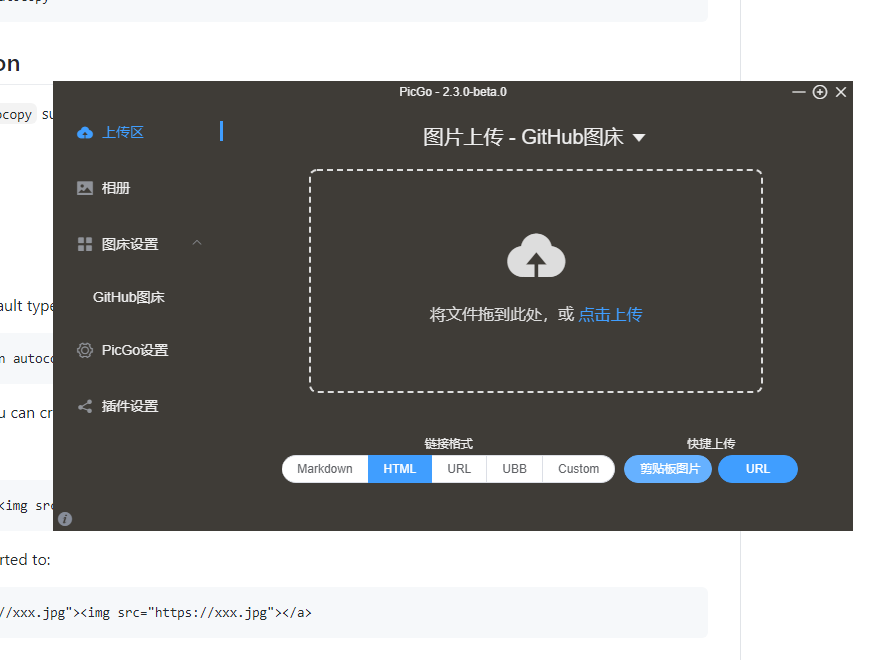 on
PicGo - 2.3.0-beta.0
ocopy su
上传区
图片上传 - GitHub图床
相册
图床设置
GitHub图床
ault type
将文件拖到此处，或 点击上传
PicGo设置
n autoco
插件设置
u can cr
链接格式
快捷上传
Markdown HTML URL UBB Custom 剪贴板图片 URL
<img src
rted to:
//xxx.jpg"><img src="https://xxx.jpg"></a>